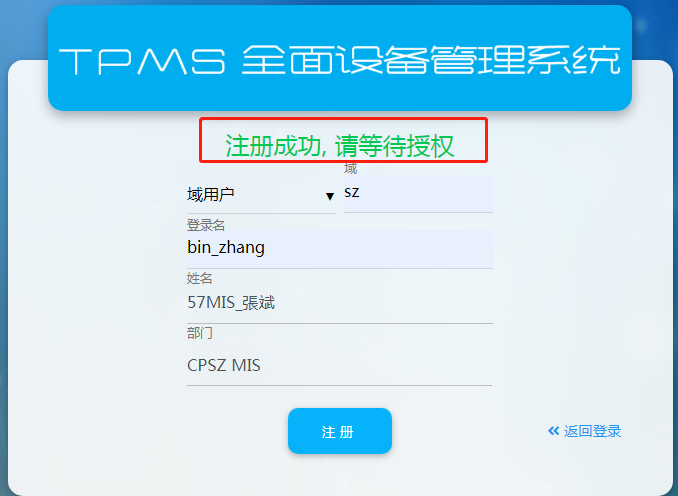 TPMS 全面设备管理系统
注册成功, 请等待授权
域
域用户 sz
登录名
bin_zhang
姓名
57MIS_張斌
部门
CPSZ MIS
注 册 返回登录